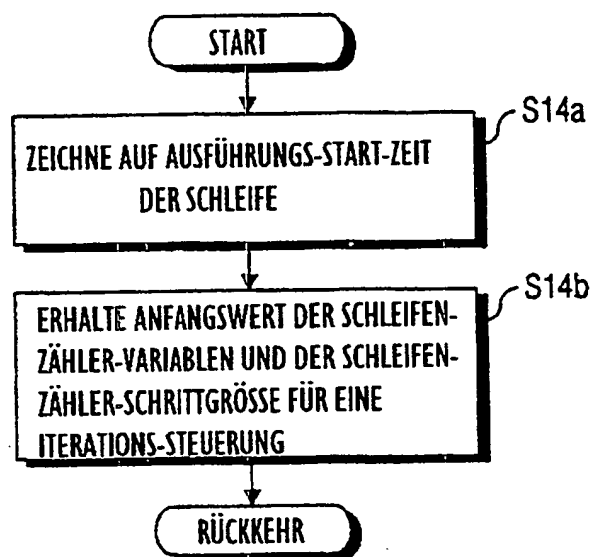 START
S14a
ZEICHNE AUF AUSFÜHRUNGS-START-ZEIT
DER SCHLEIFE
S14b
ERHALTE ANFANGSWERT DER SCHLEIFEN-
ZÄHLER-VARIABLEN UND DER SCHLEIFEN-
ZÄHLER-SCHRITTGRÖSSE FÜR EINE
ITERATIONS-STEUERUNG
RÜCKKEHR